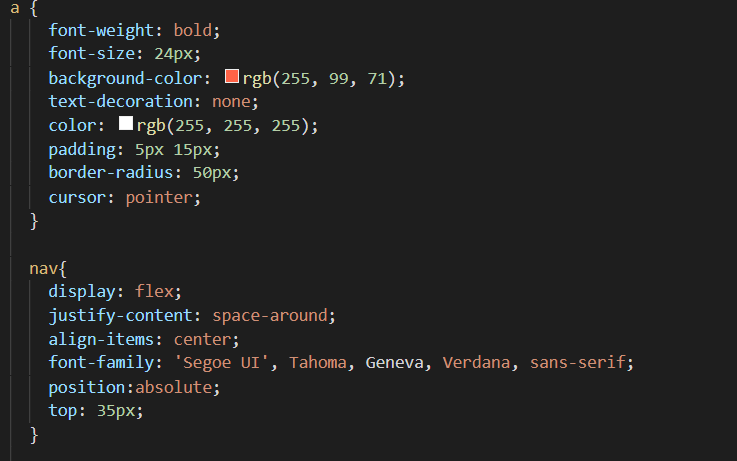 a {
font-weight: bold;
font-size: 24px;
background-color: rgb(255, 99, 71);
text-decoration: none;
color: rgb(255, 255, 255);
padding: 5px 15px;
border-radius: 50px;
cursor: pointer;
}
nav{
display: flex;
justify-content: space-around;
align-items: center;
font-family: 'Segoe UI', Tahoma, Geneva, Verdana, sans-serif;
position:absolute;
top: 35px;
}